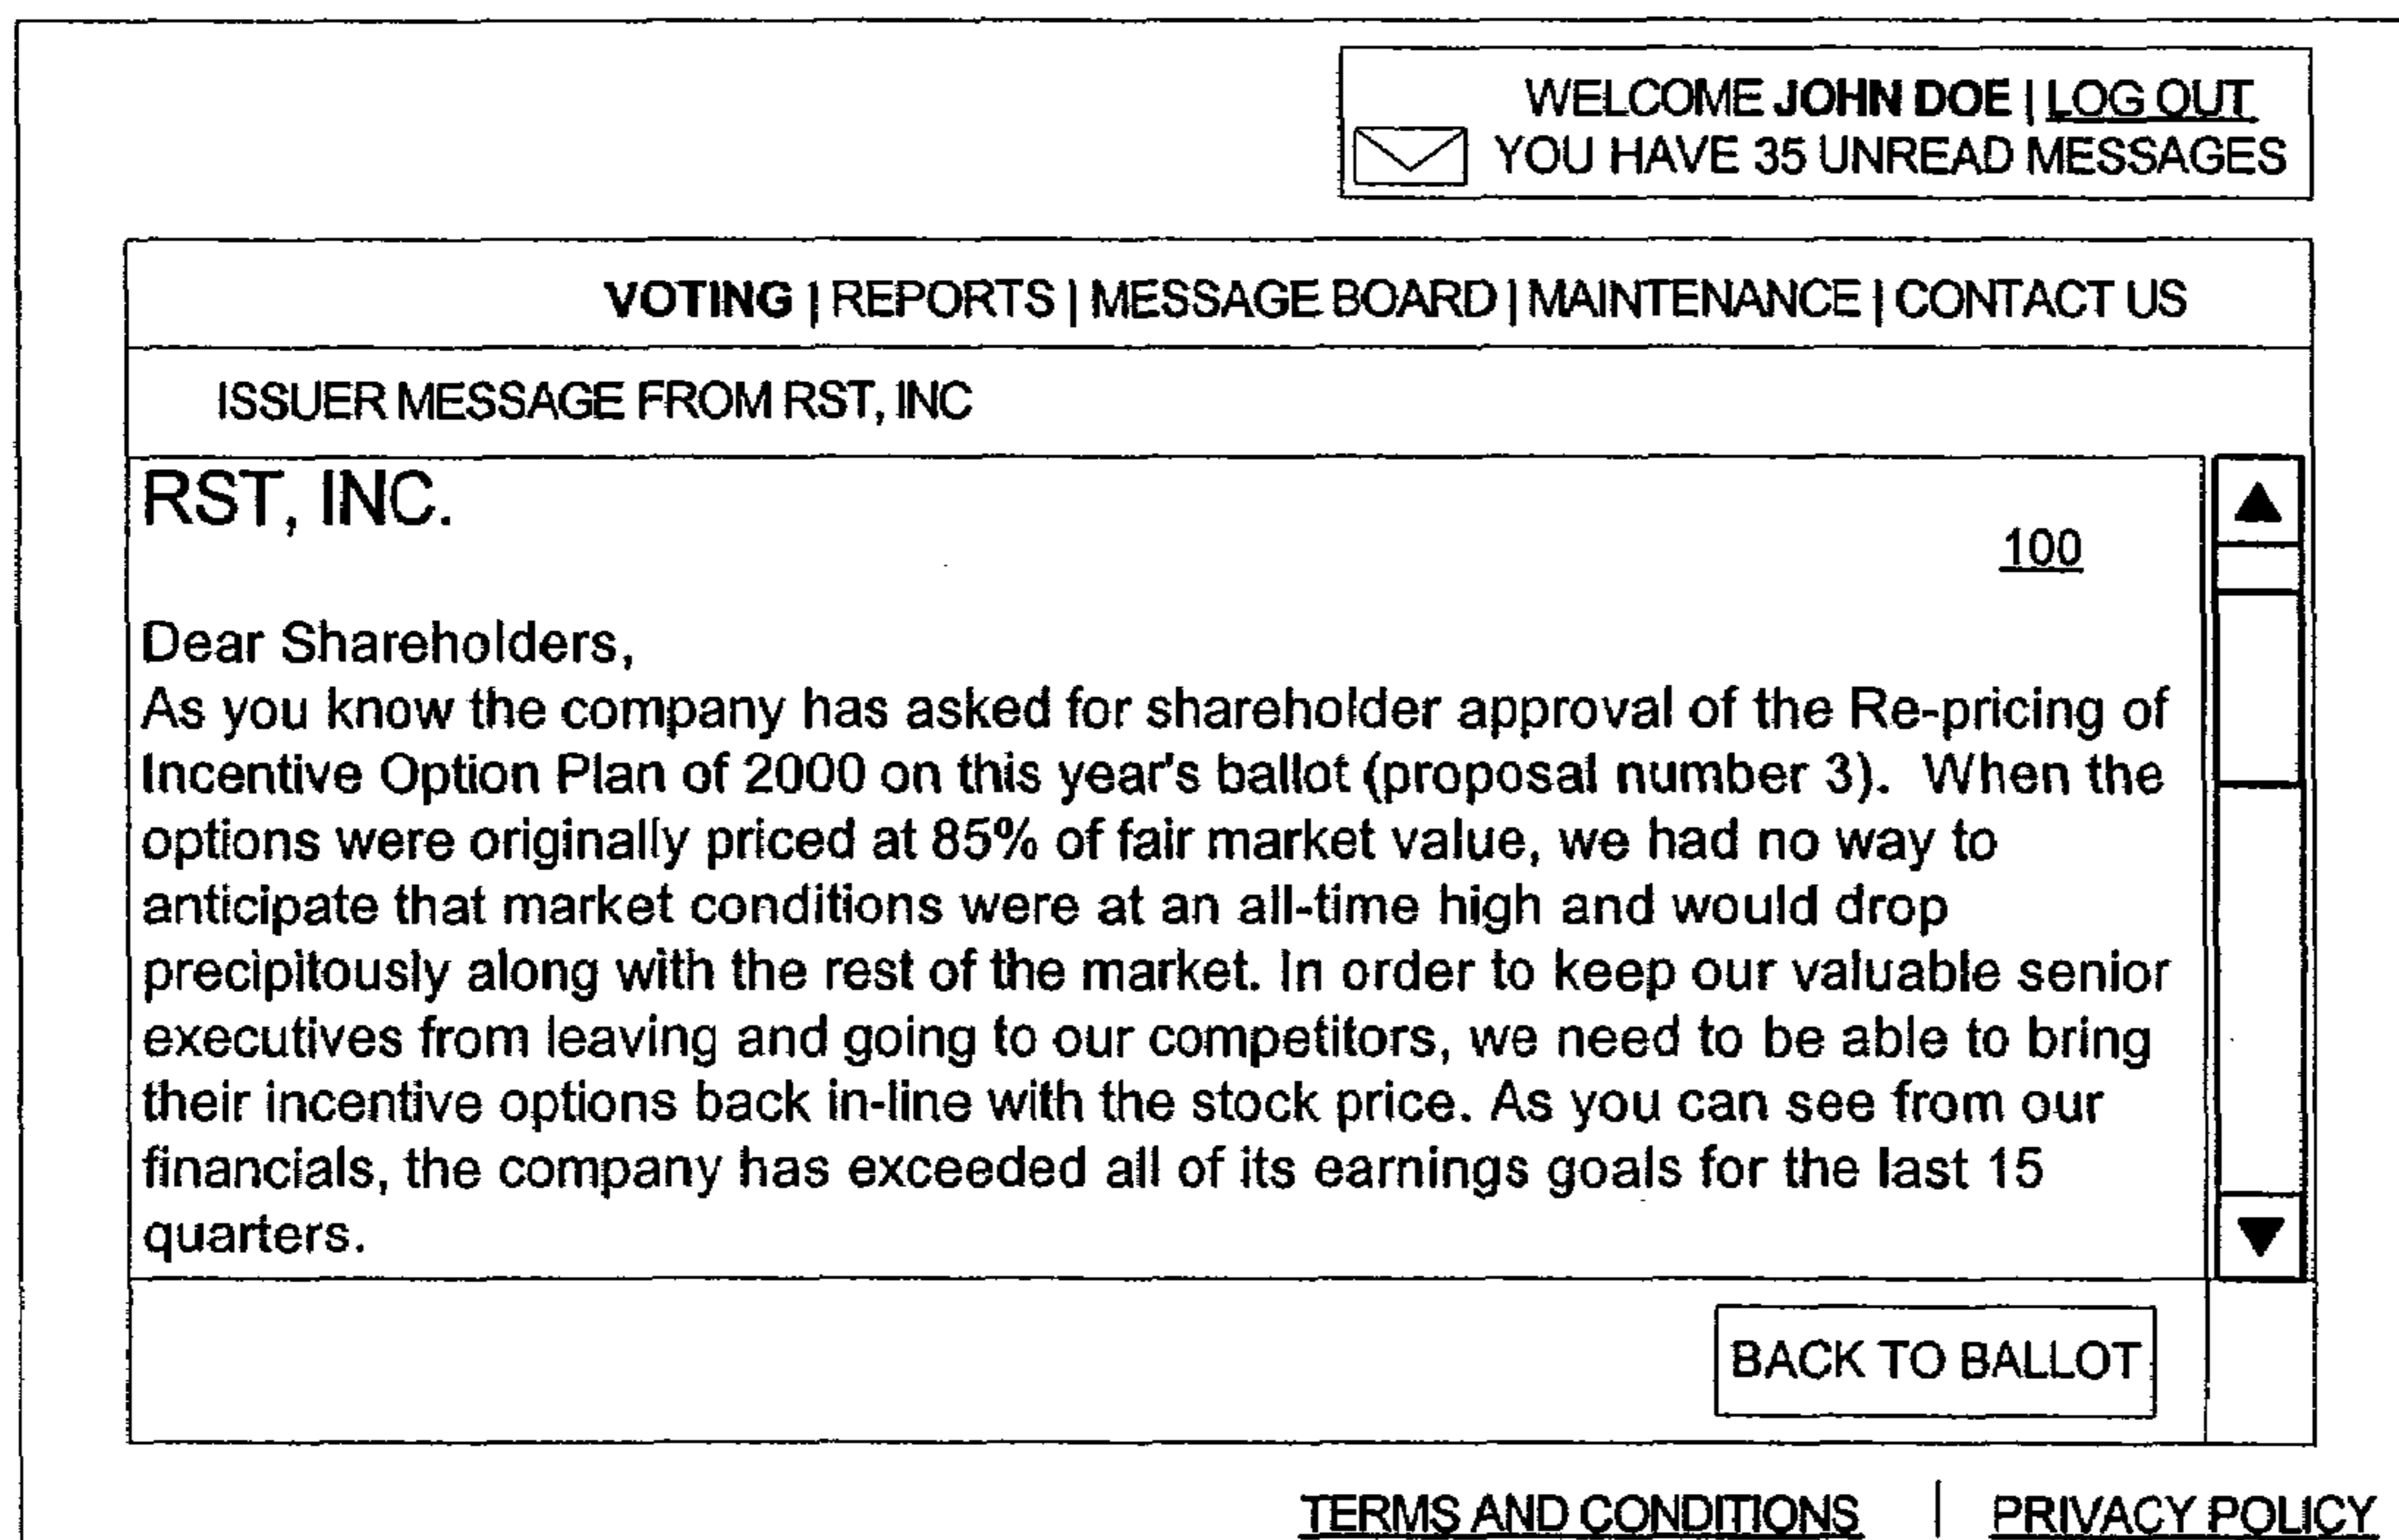 WELCOME JOHN DOE | LOG OUT
YOU HAVE 35 UNREAD MESSAGES
VOTING | REPORTS | MESSAGE BOARD | MAINTENANCE | CONTACT US
ISSUER MESSAGE FROM RST, INC
RST, INC.
100
Dear Shareholders,
As you know the company has asked for shareholder approval of the Re-pricing of
Incentive Option Plan of 2000 on this year's ballot (proposal number 3). When the
options were originally priced at 85% of fair market value, we had no way to
anticipate that market conditions were at an all-time high and would drop
precipitously along with the rest of the market. In order to keep our valuable senior
executives from leaving and going to our competitors, we need to be able to bring
their incentive options back in-line with the stock price. As you can see from our
financials, the company has exceeded all of its earnings goals for the last 15
quarters.
BACK TO BALLOT
TERMS AND CONDITIONS | PRIVACY POLICY